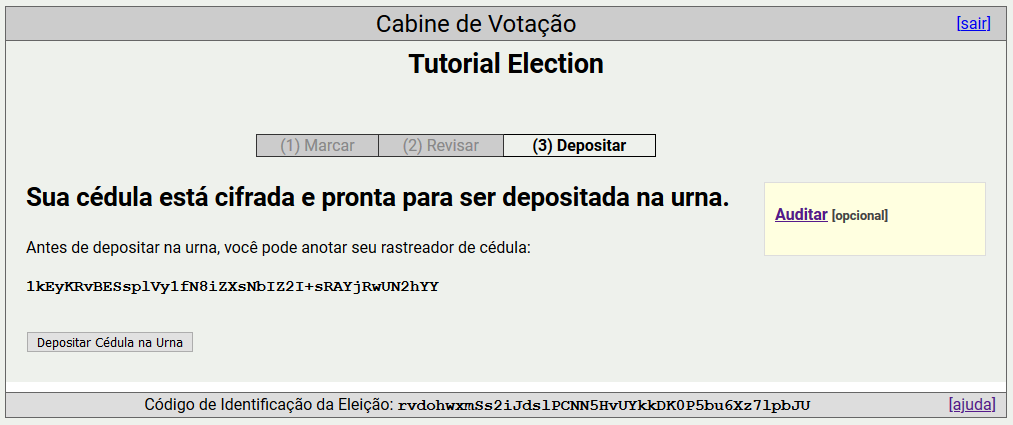 Cabine de Votação [sair]
Tutorial Election
(1) Marcar (2) Revisar (3) Depositar
Sua cédula está cifrada e pronta para ser depositada na urna.
Auditar [opcional]
Antes de depositar na urna, você pode anotar seu rastreador de cédula:
1kEyKRvBESsplVy1fN8iZXsNbIZ2I+sRAYjRwUN2hYY
Depositar Cédula na Urna
Código de Identificação da Eleição: rvdohwxmSs2iJdslPCNN5HvUYkkDK0P5bu6Xz7lpbJU [ajuda]